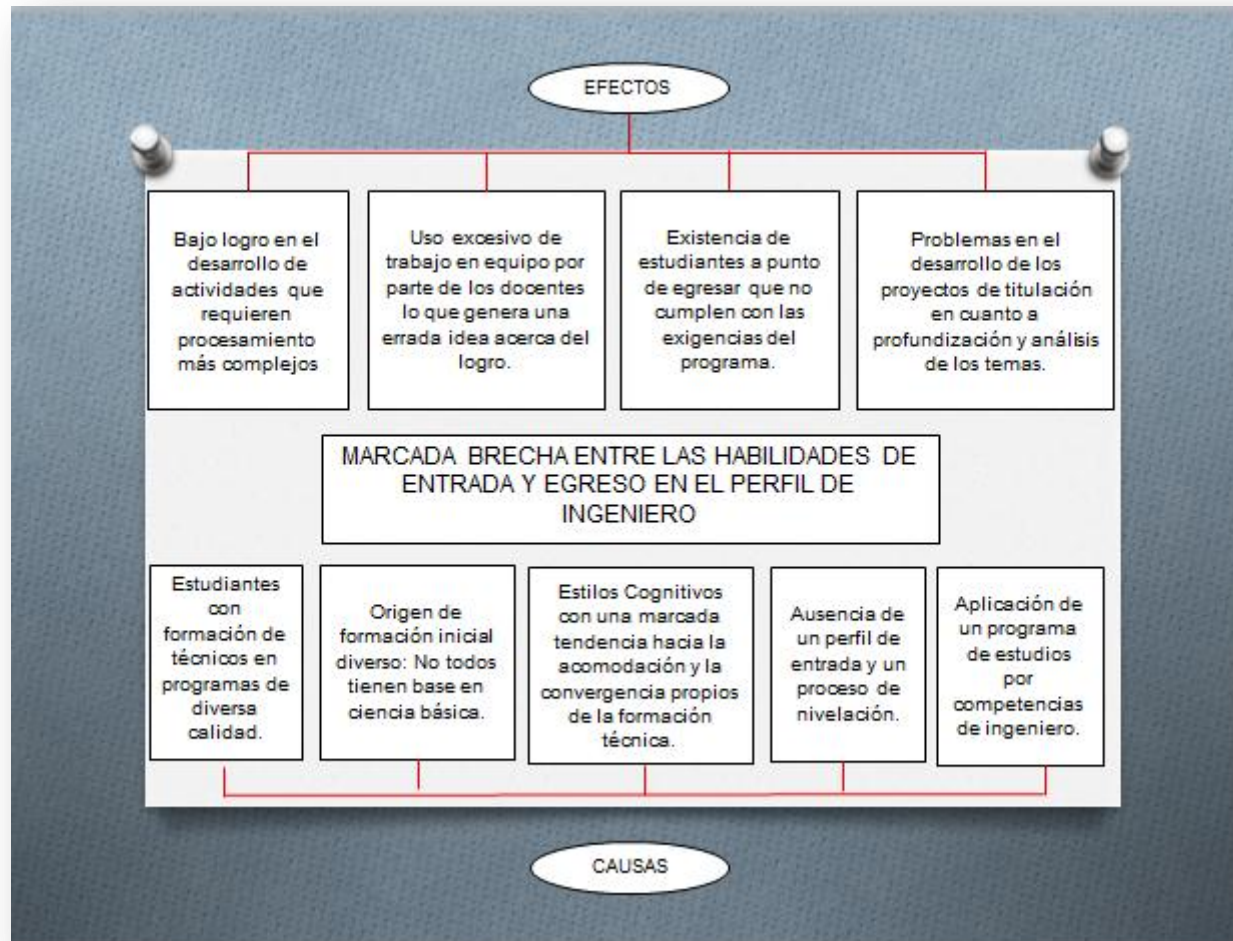 EFECTOS
Bajo logro en el
desarrollo de
actividades que
requieren
procesamiento
más complejos
Uso excesivo de
trabajo en equipo por
parte de los docentes
lo que genera una
errada idea acerca del
logro.
Existencia de
estudiantes a punto
de egresar que no
cumplen con las
exigencias del
programa.
Problemas en el
desarrollo de los
proyectos de titulación
en cuanto a
profundización y análisis
de los temas.
MARCADA BRECHA ENTRE LAS HABILIDADES DE
ENTRADA Y EGRESO EN EL PERFIL DE
INGENIERO
Estudiantes
con
formación de
técnicos en
programas de
diversa
calidad.
Origen de
formación inicial
diverso: No todos
tienen base en
ciencia básica.
Estilos Cognitivos
con una marcada
tendencia hacia la
acomodación y la
convergencia propios
de la formación
técnica.
Ausencia de
un perfil de
entrada y un
proceso de
nivelación.
Aplicación de
un programa
de estudios
por
competencias
de ingeniero.
CAUSAS